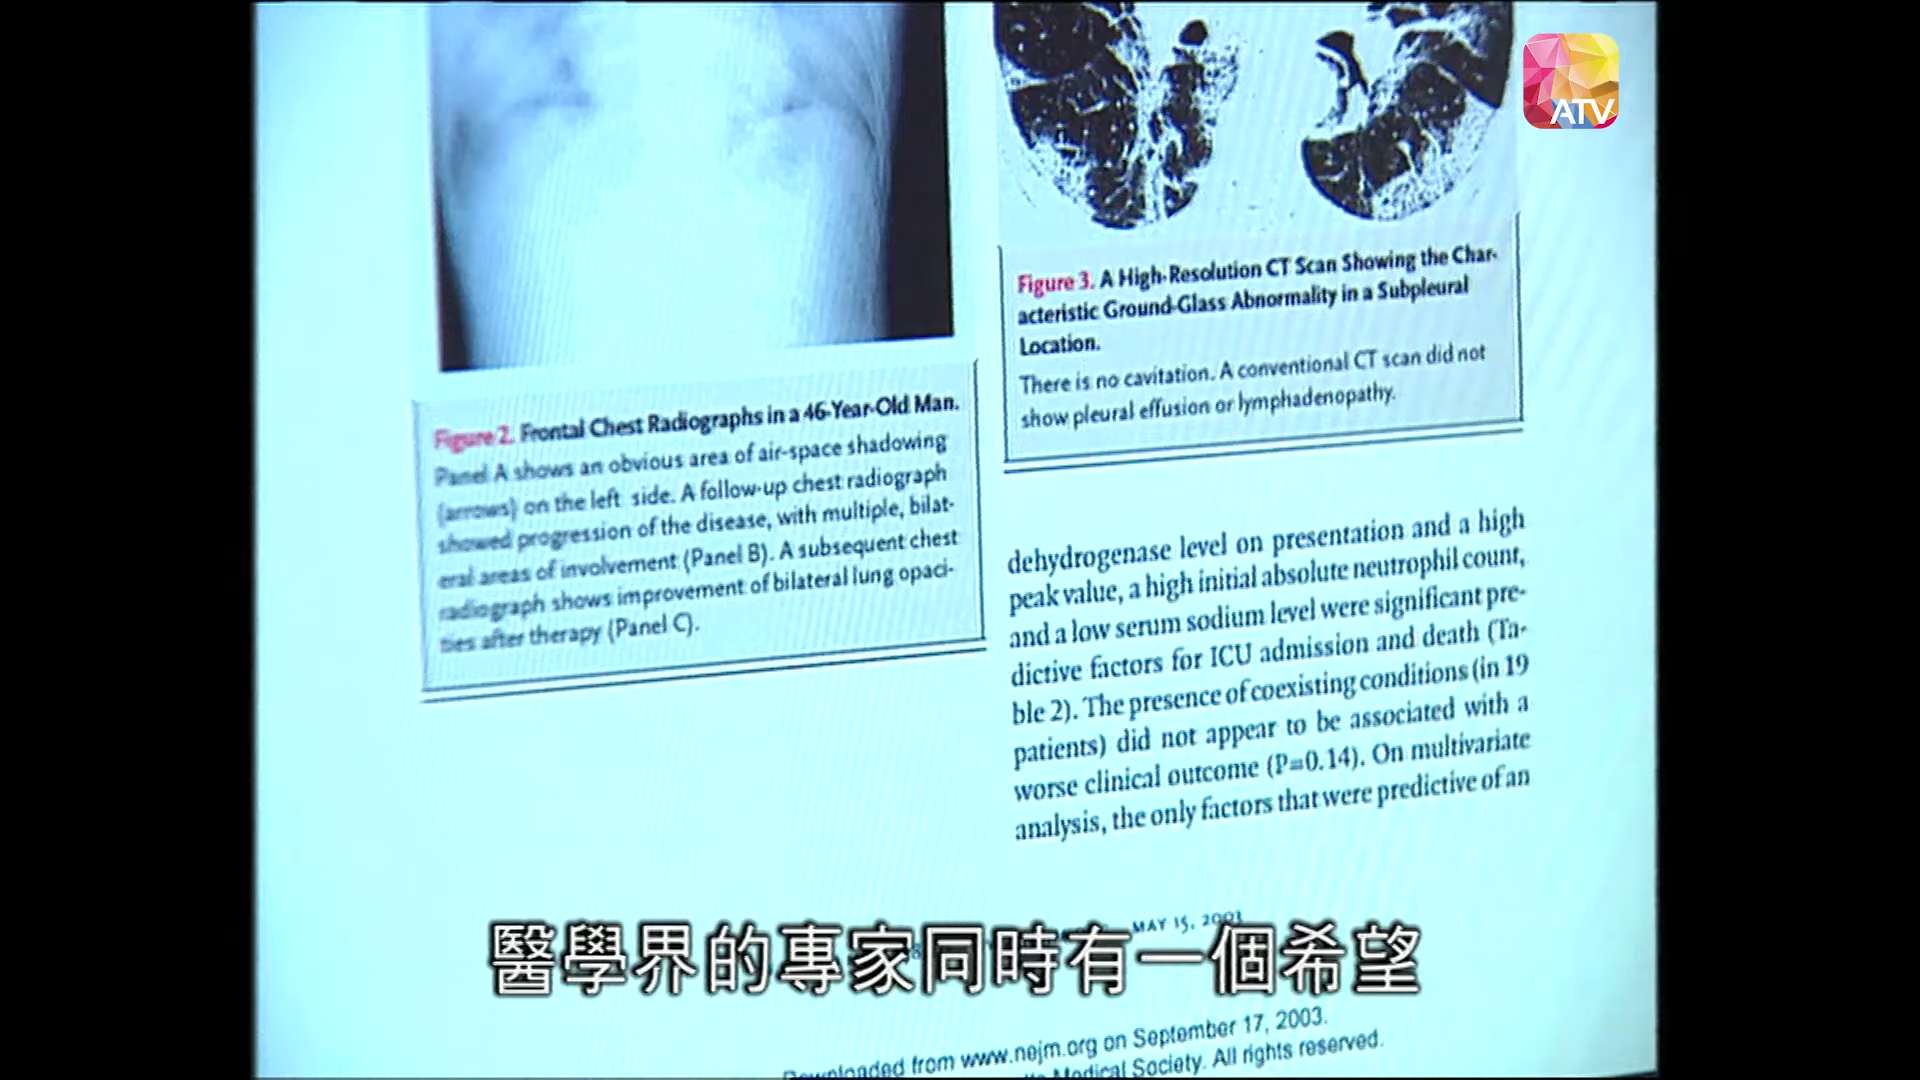 ATV
Figure 2. Frontal Chest Radiographs in a 46-Year-Old Man.
Panel A shows an obvious area of air-space shadowing
(arrows) on the left side. A follow-up chest radiograph
showed progression of the disease, with multiple, bilat-
eral areas of involvement (Panel B). A subsequent chest
radiograph shows improvement of bilateral lung opaci-
ties after therapy (Panel C).
Figure 3. A High-Resolution CT Scan Showing the Char-
acteristic Ground-Glass Abnormality in a Subpleural
Location.
There is no cavitation. A conventional CT scan did not
show pleural effusion or lymphadenopathy.
dehydrogenase level on presentation and a high
peak value, a high initial absolute neutrophil count,
and a low serum sodium level were significant pre-
dictive factors for ICU admission and death (Ta-
ble 2). The presence of coexisting conditions (in 19
patients) did not appear to be associated with a
worse clinical outcome (P=0.14). On multivariate
analysis, the only factors that were predictive of an
MAY 15, 2003
醫學界的專家同時有一個希望
Downloaded from www.nejm.org on September 17, 2003.
Medical Society. All rights reserved.